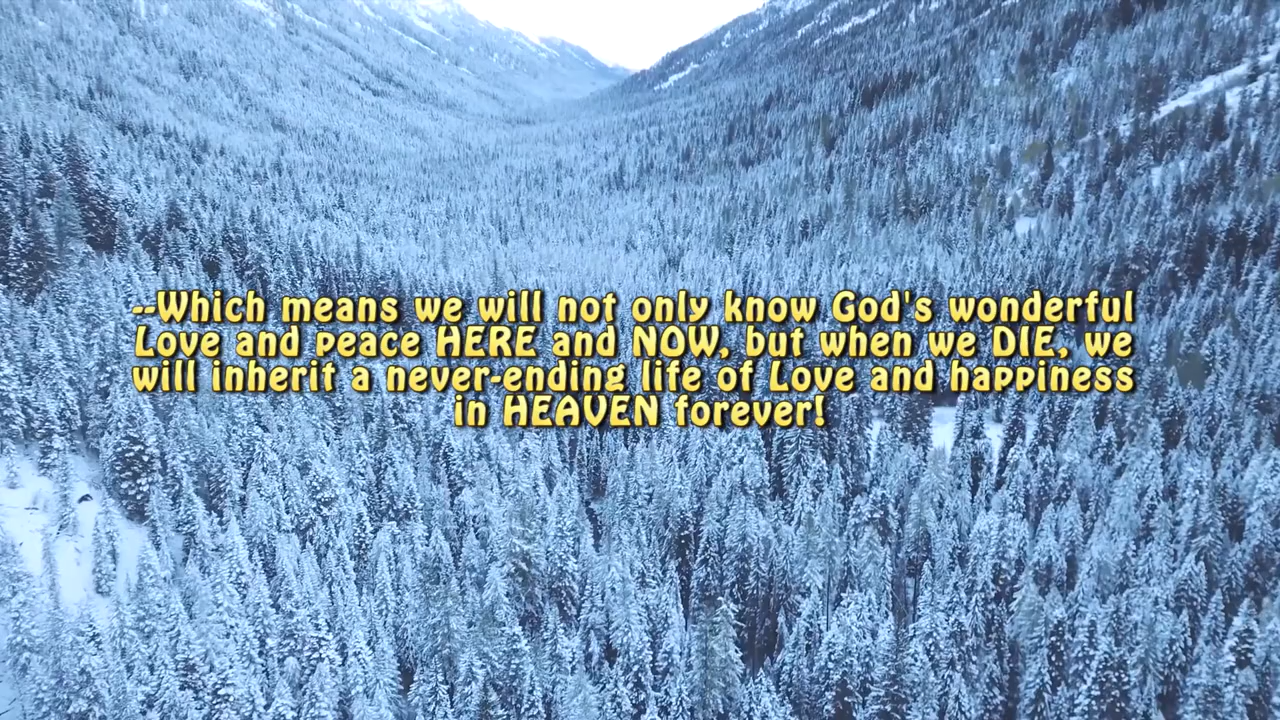 --Which means we will not only know God's wonderful
Love and peace HERE and NOW, but when we DIE, we
will inherit a never-ending life of Love and happiness
in HEAVEN forever!